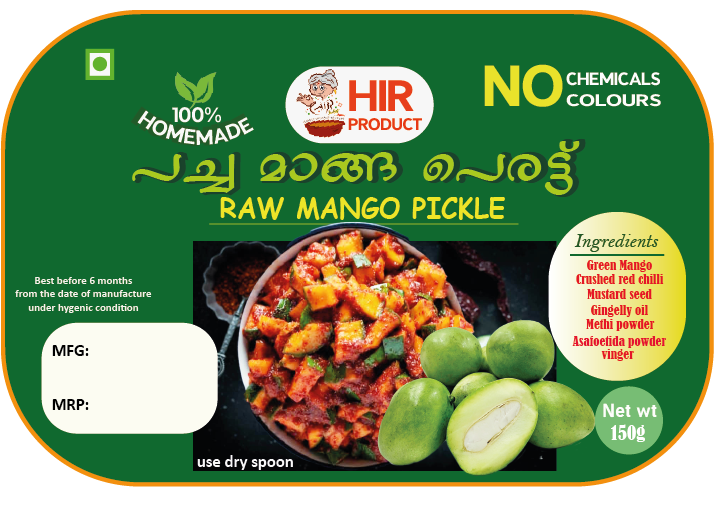 100%
HOMEMADE
HIR
PRODUCT
NO CHEMICALS
COLOURS
പച്ച മാങ്ങ പെരട്ട്
RAW MANGO PICKLE
Best before 6 months
from the date of manufacture
under hygenic condition
MFG:
MRP:
use dry spoon
Ingredients
Green Mango
Crushed red chilli
Mustard seed
Gingelly oil
Methi powder
Asafoetida powder
vinger
Net wt
150g